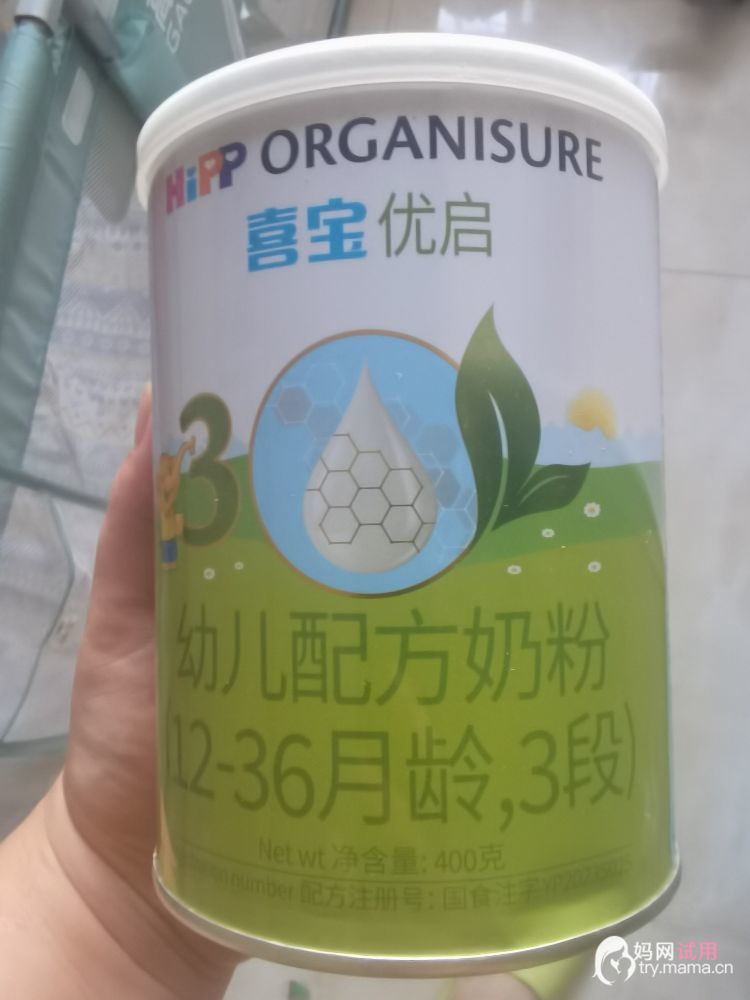 HiPP ORGANISURE
喜宝优启
3
幼儿配方奶粉
(12-36月龄,3段)
Net wt 净含量: 400克
number 配方注册号: 国食注字
妈网试用
try.mama.cn